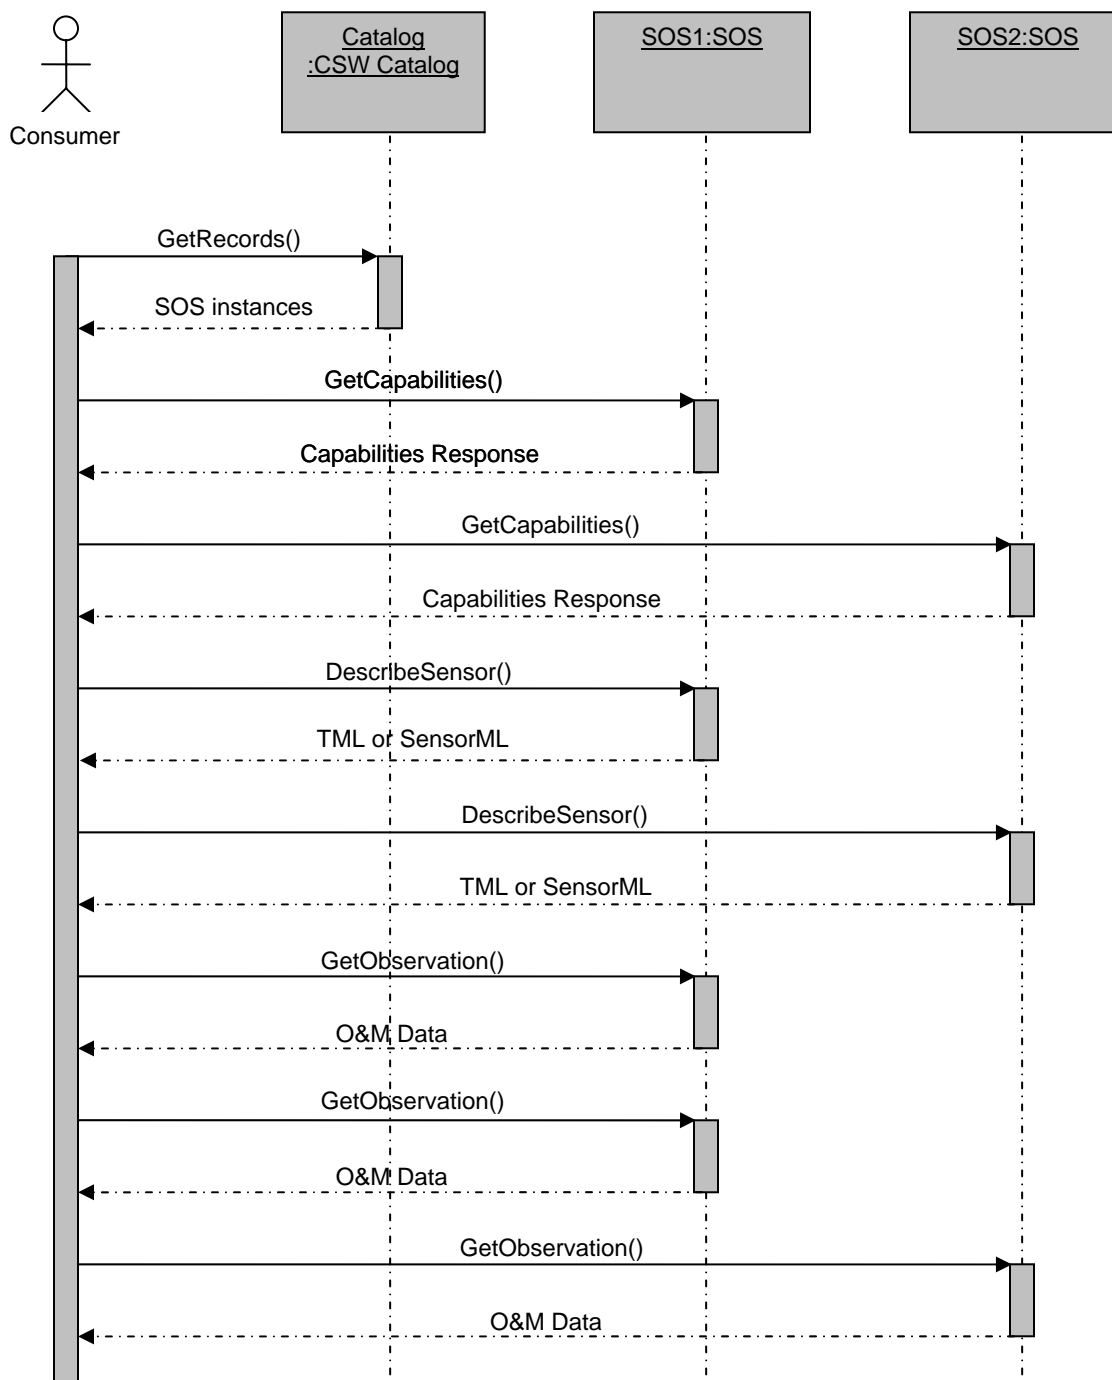 Catalog
:CSW Catalog
SOS1:SOS
SOS2:SOS
Consumer
GetRecords()
SOS instances
GetCapabilities()
Capabilities Response
GetCapabilities()
Capabilities Response
DescribeSensor()
TML or SensorML
DescribeSensor()
TML or SensorML
GetObservation()
O&M Data
GetObservation()
O&M Data
GetObservation()
O&M Data